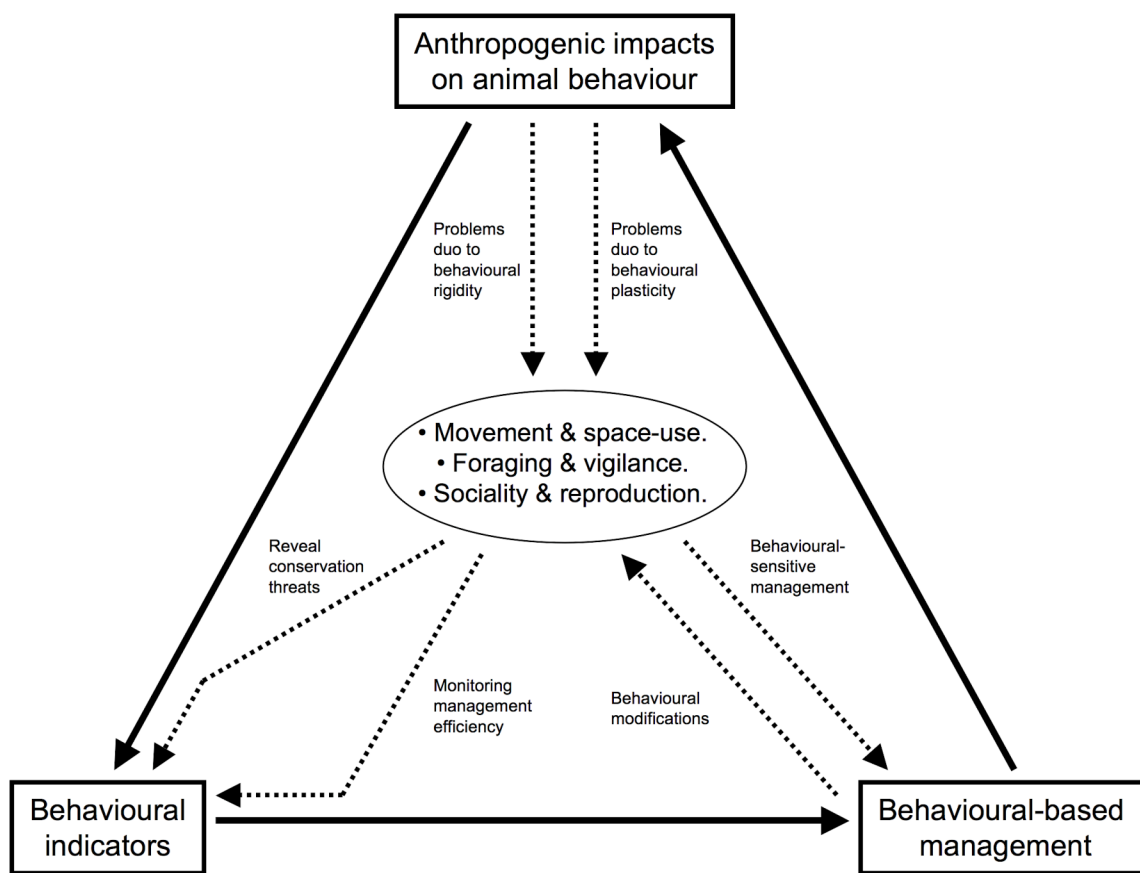 Anthropogenic impacts
on animal behaviour
Problems
duo to
behavioural
rigidity
Problems
duo to
behavioural
plasticity
• Movement & space-use.
• Foraging & vigilance.
• Sociality & reproduction.
Reveal
conservation
threats
Behavioural-
sensitive
management
Monitoring
management
efficiency
Behavioural
modifications
Behavioural
indicators
Behavioural-based
management